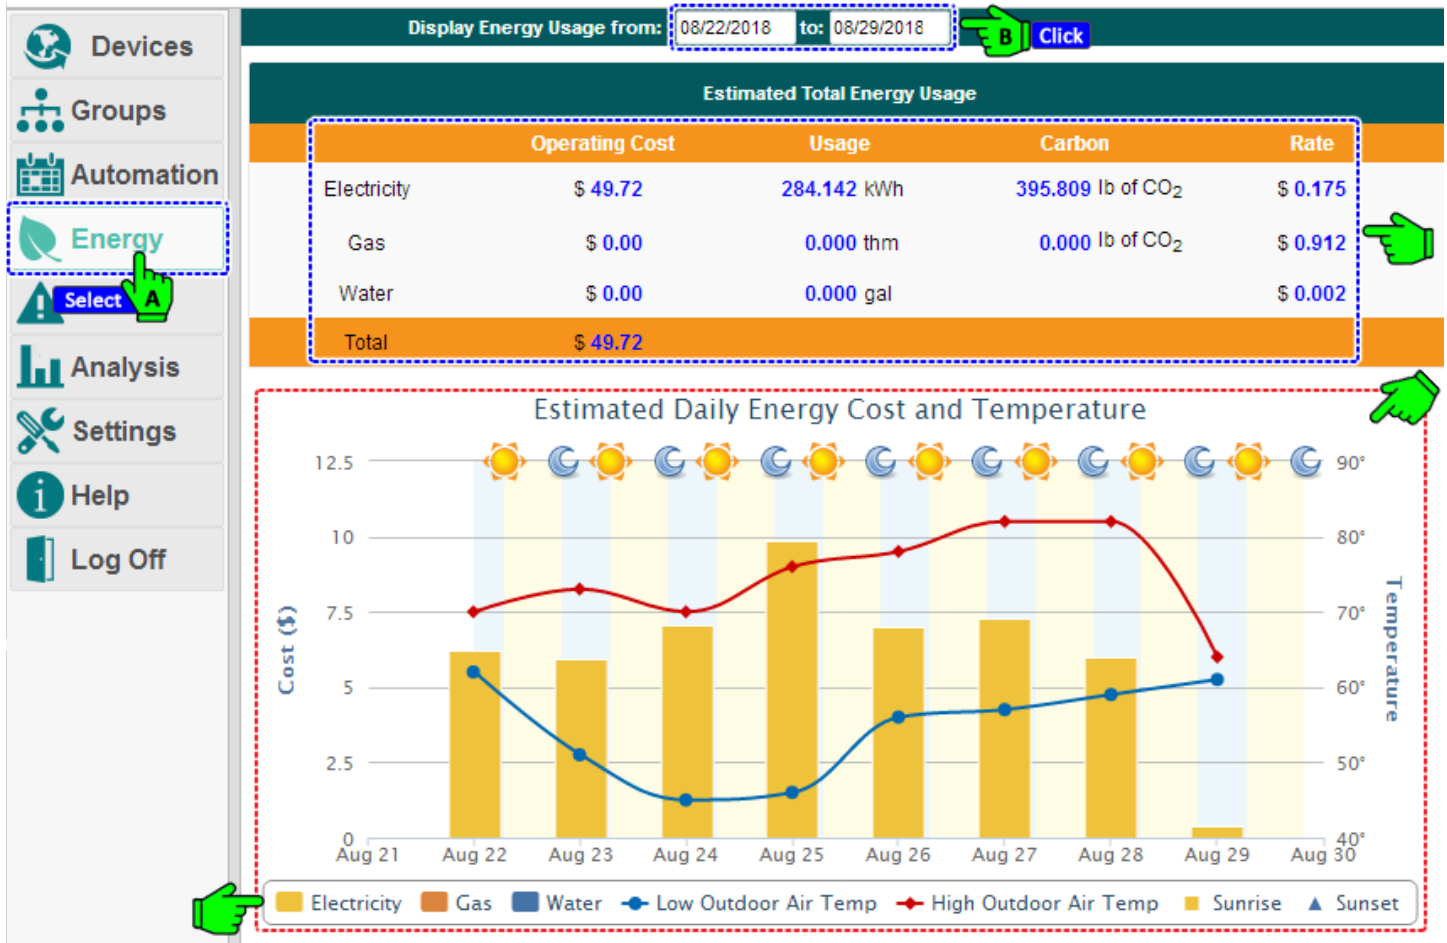 Devices
Groups
Automation
Energy
Select A
Analysis
Settings
Help
Log Off
Display Energy Usage from: 08/22/2018 to: 08/29/2018 B Click
Estimated Total Energy Usage
Operating Cost Usage Carbon Rate
Electricity $ 49.72 284.142 kWh 395.809 lb of CO2 $ 0.175
Gas $ 0.00 0.000 thm 0.000 lb of CO2 $ 0.912
Water $ 0.00 0.000 gal $ 0.002
Total $ 49.72
Estimated Daily Energy Cost and Temperature
12.5 90°
10 80°
7.5 70°
5 60°
2.5 50°
0 40°
Cost ($)
Temperature
Aug 21 Aug 22 Aug 23 Aug 24 Aug 25 Aug 26 Aug 27 Aug 28 Aug 29 Aug 30
Electricity Gas Water Low Outdoor Air Temp High Outdoor Air Temp Sunrise Sunset